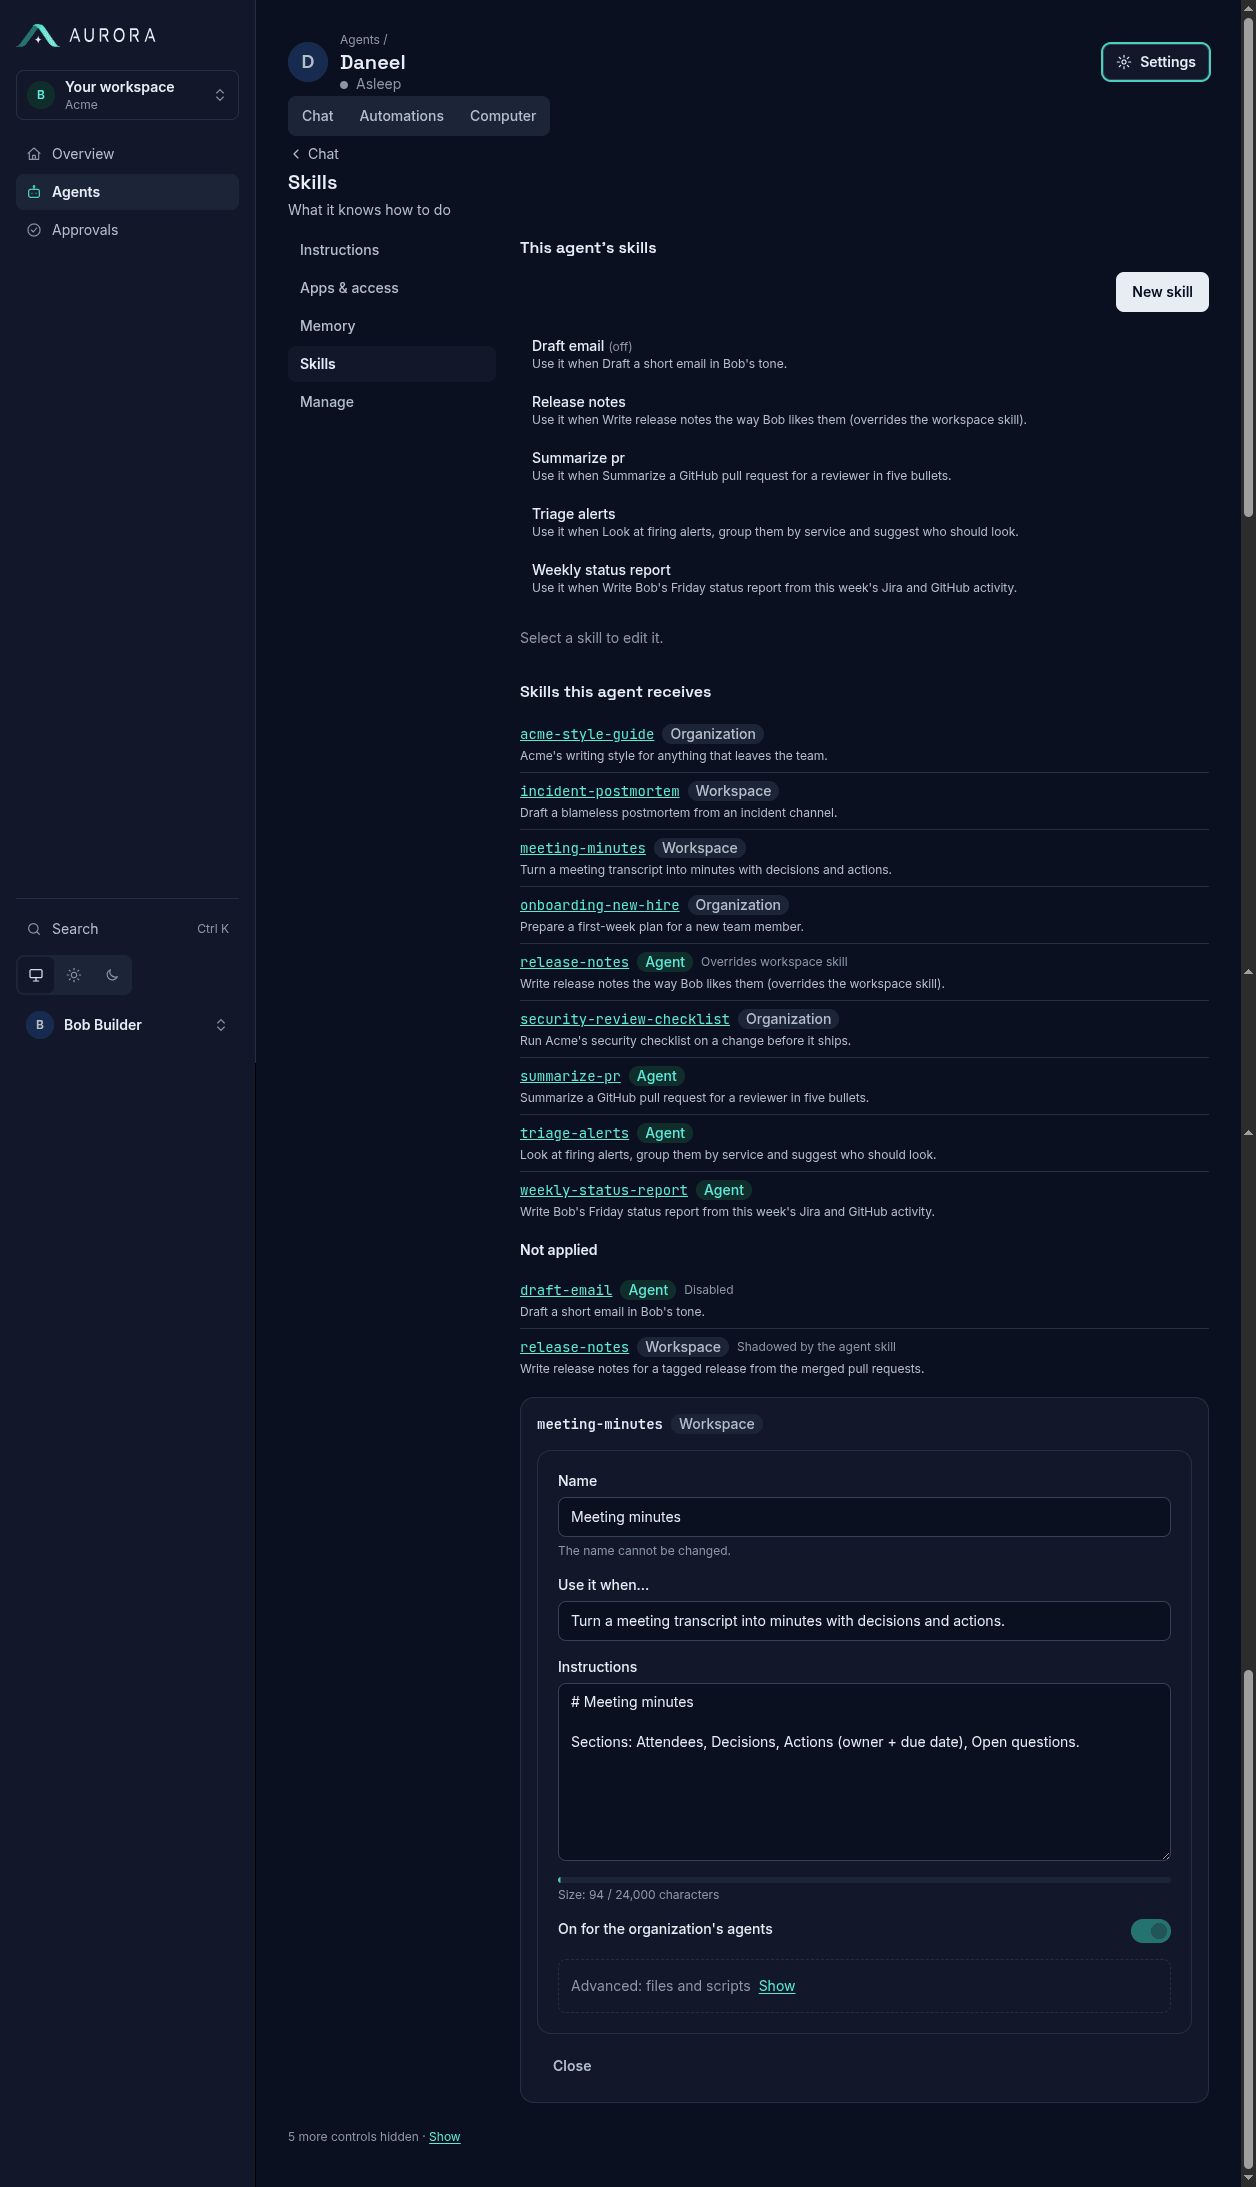 AURORA
B
Your workspace
Acme
Overview
Agents
Approvals
Search
Ctrl K
B
Bob Builder
Agents /
D
Daneel
Asleep
Settings
Chat
Automations
Computer
Chat
Skills
What it knows how to do
Instructions
Apps & access
Memory
Skills
Manage
This agent's skills
New skill
Draft email (off)
Use it when Draft a short email in Bob's tone.
Release notes
Use it when Write release notes the way Bob likes them (overrides the workspace skill).
Summarize pr
Use it when Summarize a GitHub pull request for a reviewer in five bullets.
Triage alerts
Use it when Look at firing alerts, group them by service and suggest who should look.
Weekly status report
Use it when Write Bob's Friday status report from this week's Jira and GitHub activity.
Select a skill to edit it.
Skills this agent receives
acme-style-guide Organization
Acme's writing style for anything that leaves the team.
incident-postmortem Workspace
Draft a blameless postmortem from an incident channel.
meeting-minutes Workspace
Turn a meeting transcript into minutes with decisions and actions.
onboarding-new-hire Organization
Prepare a first-week plan for a new team member.
release-notes Agent Overrides workspace skill
Write release notes the way Bob likes them (overrides the workspace skill).
security-review-checklist Organization
Run Acme's security checklist on a change before it ships.
summarize-pr Agent
Summarize a GitHub pull request for a reviewer in five bullets.
triage-alerts Agent
Look at firing alerts, group them by service and suggest who should look.
weekly-status-report Agent
Write Bob's Friday status report from this week's Jira and GitHub activity.
Not applied
draft-email Agent Disabled
Draft a short email in Bob's tone.
release-notes Workspace Shadowed by the agent skill
Write release notes for a tagged release from the merged pull requests.
meeting-minutes Workspace
Name
Meeting minutes
The name cannot be changed.
Use it when...
Turn a meeting transcript into minutes with decisions and actions.
Instructions
# Meeting minutes
Sections: Attendees, Decisions, Actions (owner + due date), Open questions.
Size: 94 / 24,000 characters
On for the organization's agents
Advanced: files and scripts Show
Close
5 more controls hidden · Show